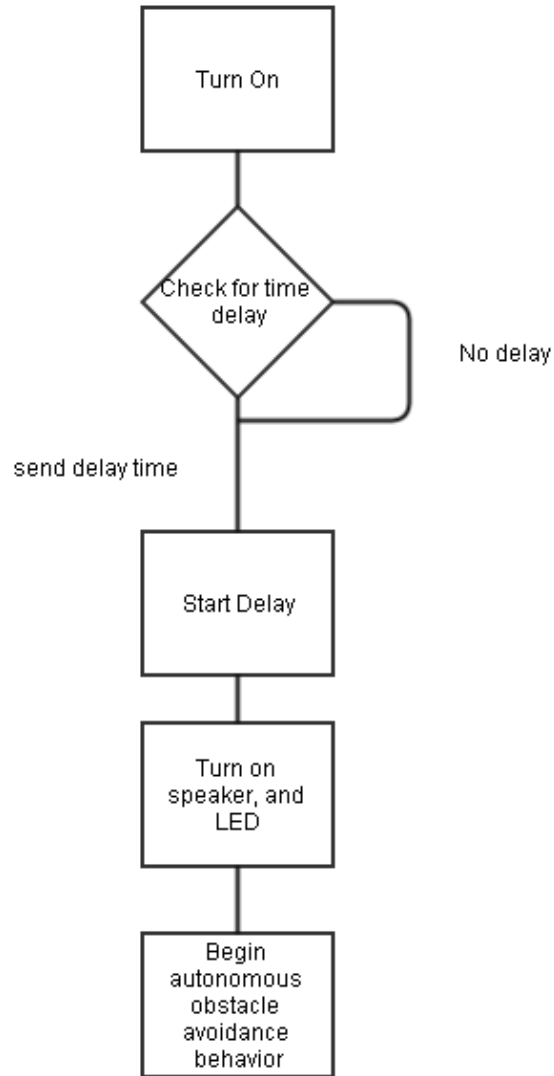 Turn On
Check for time
delay
No delay
send delay time
Start Delay
Turn on
speaker, and
LED
Begin
autonomous
obstacle
avoidance
behavior